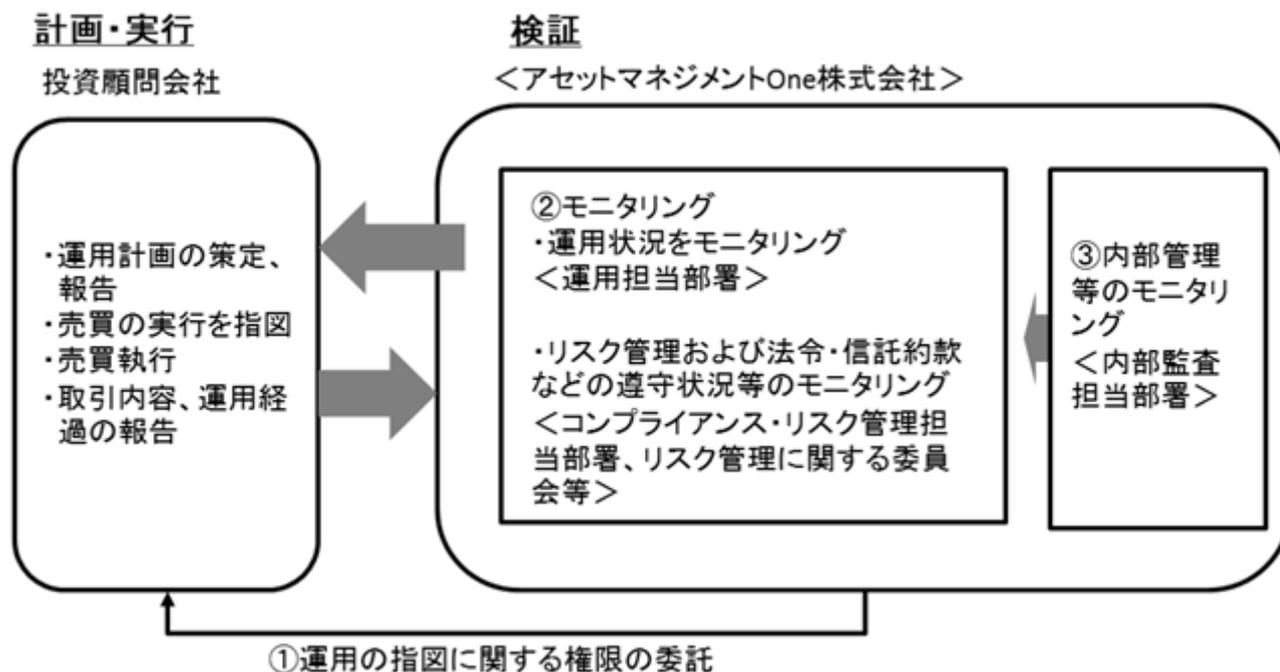 計画・実行
投資顧問会社
・運用計画の策定、
報告
・売買の実行を指図
・売買執行
・取引内容、運用経
過の報告
検証
＜アセットマネジメントOne株式会社＞
②モニタリング
・運用状況をモニタリング
＜運用担当部署＞
・リスク管理および法令・信託約款
などの遵守状況等のモニタリング
＜コンプライアンス・リスク管理担
当部署、リスク管理に関する委員
会等＞
③内部管理
等のモニタリ
ング
＜内部監査
担当部署＞
①運用の指図に関する権限の委託